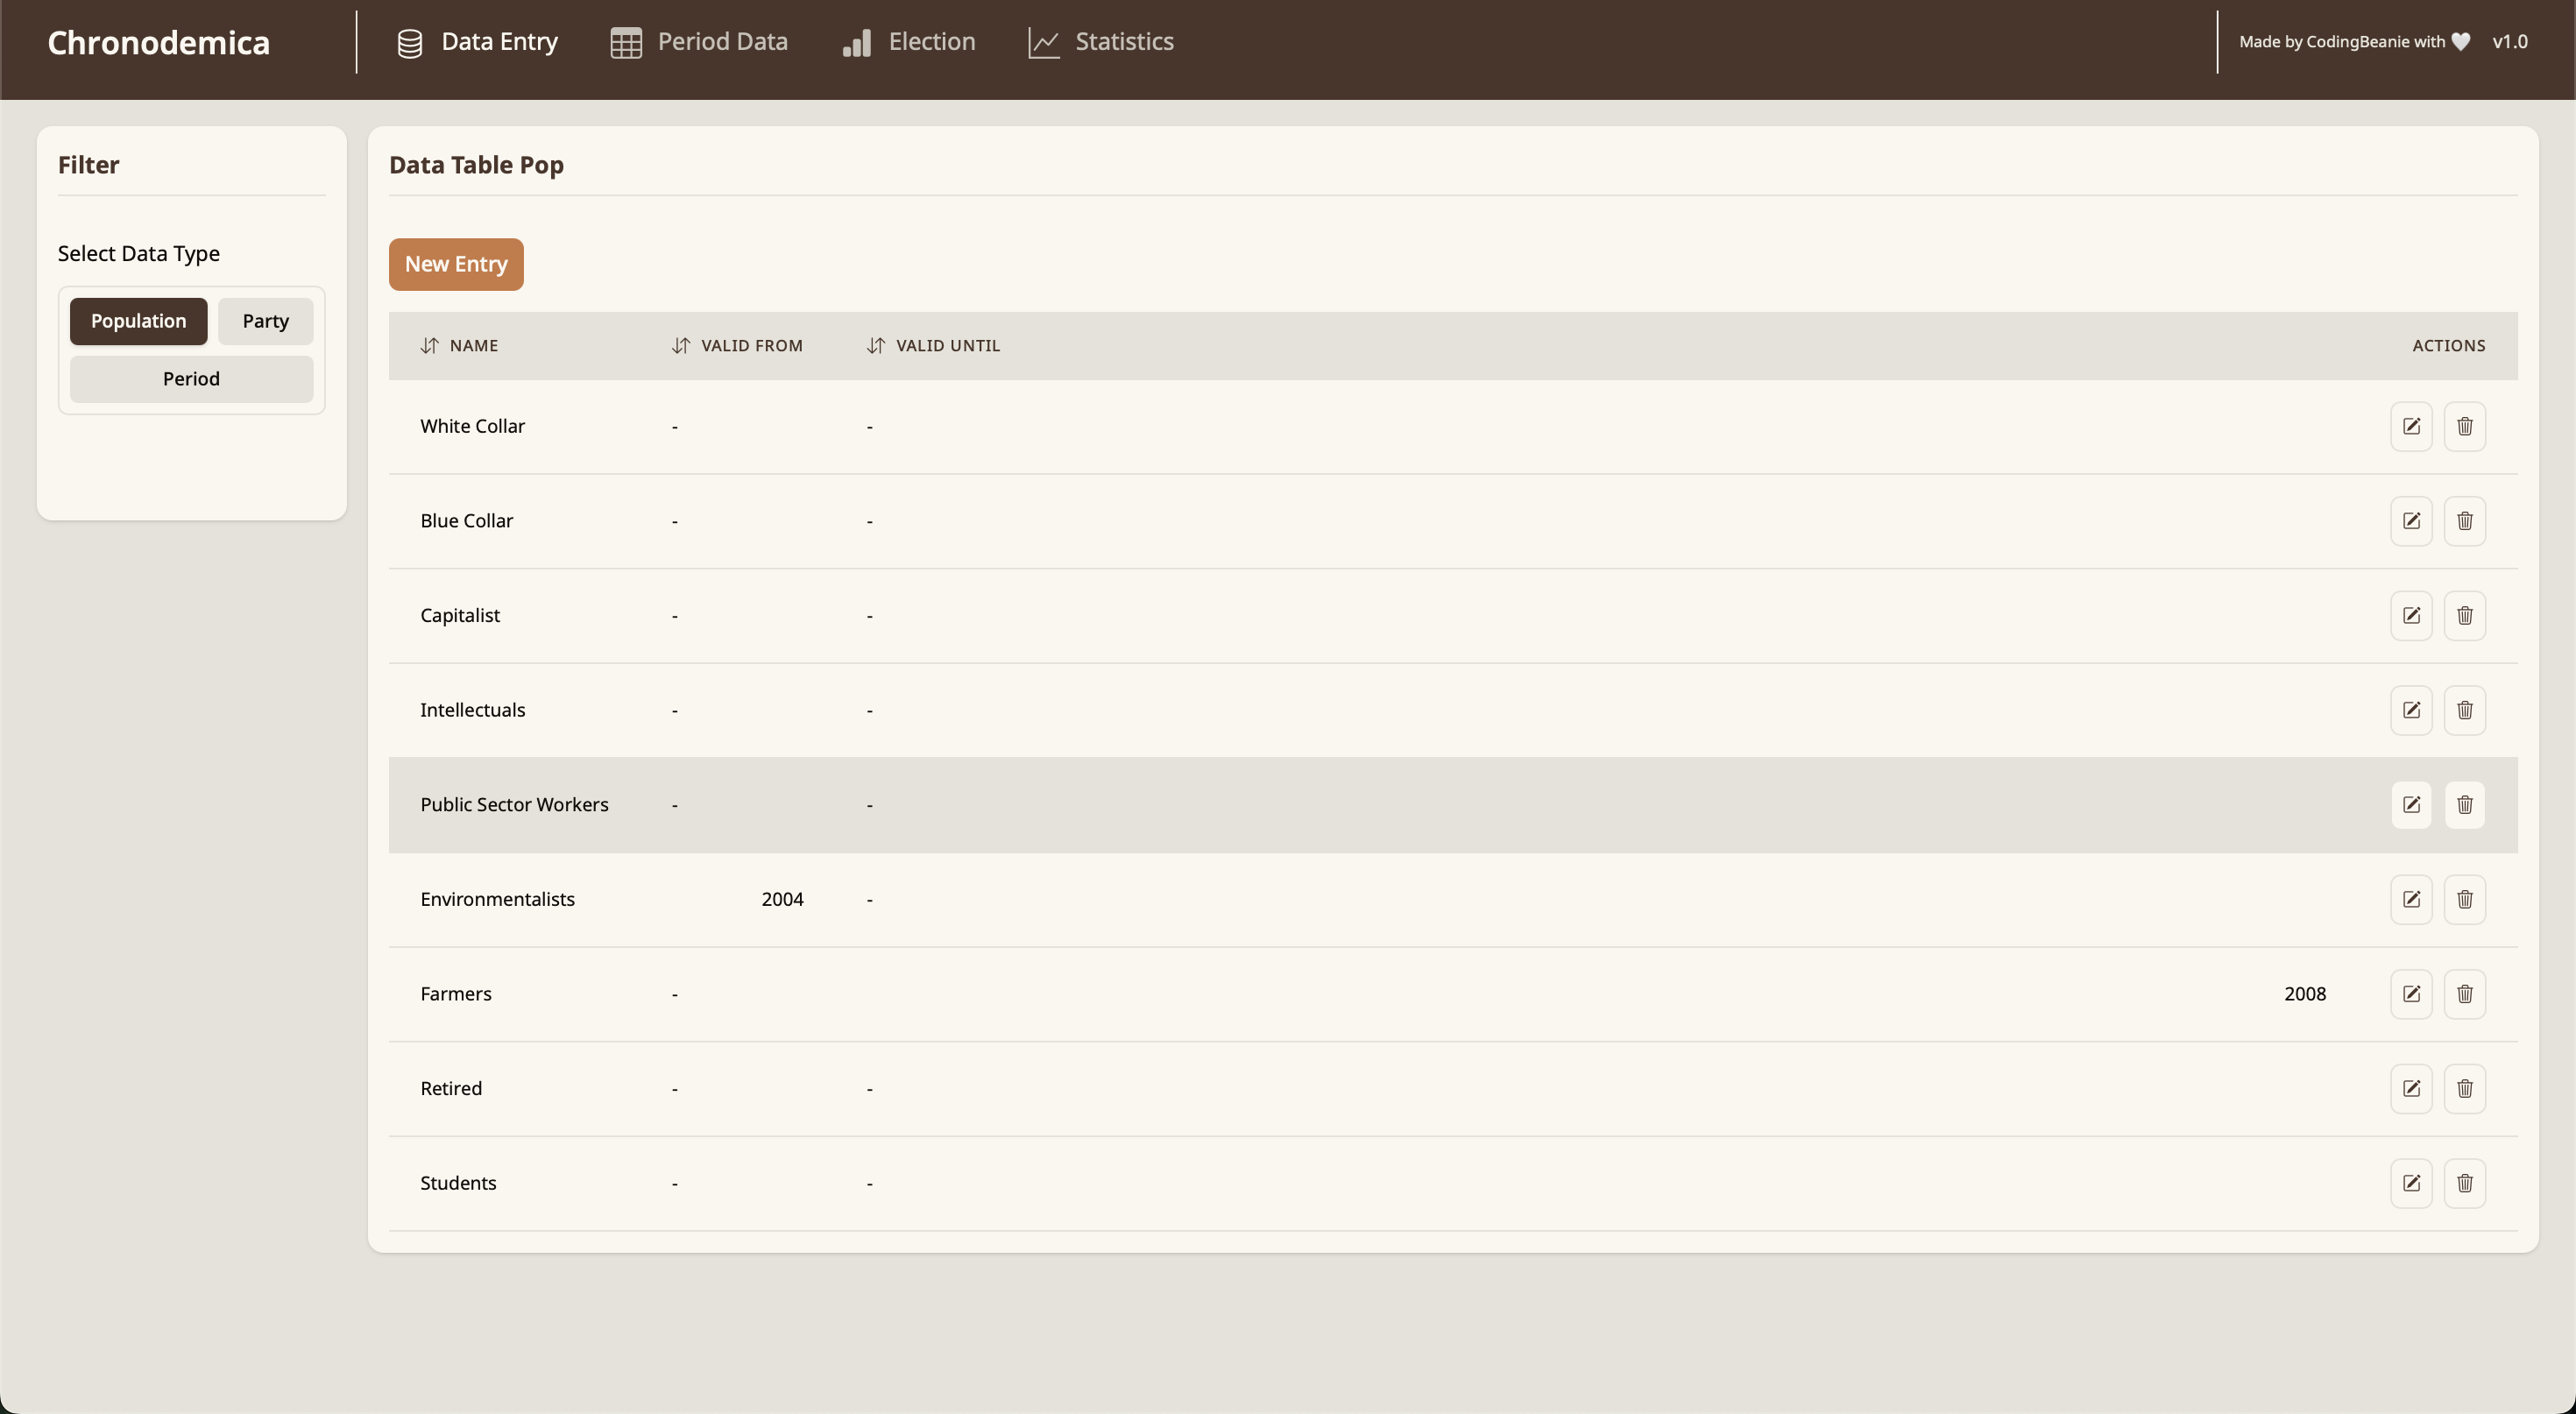 Chronodemica
Data Entry
Period Data
Election
Statistics
Made by CodingBeanie with 🤍 v1.0
Filter
Select Data Type
Population Party
Period
Data Table Pop
New Entry
NAME VALID FROM VALID UNTIL ACTIONS
White Collar - -
Blue Collar - -
Capitalist - -
Intellectuals - -
Public Sector Workers - -
Environmentalists 2004 -
Farmers - 2008
Retired - -
Students - -